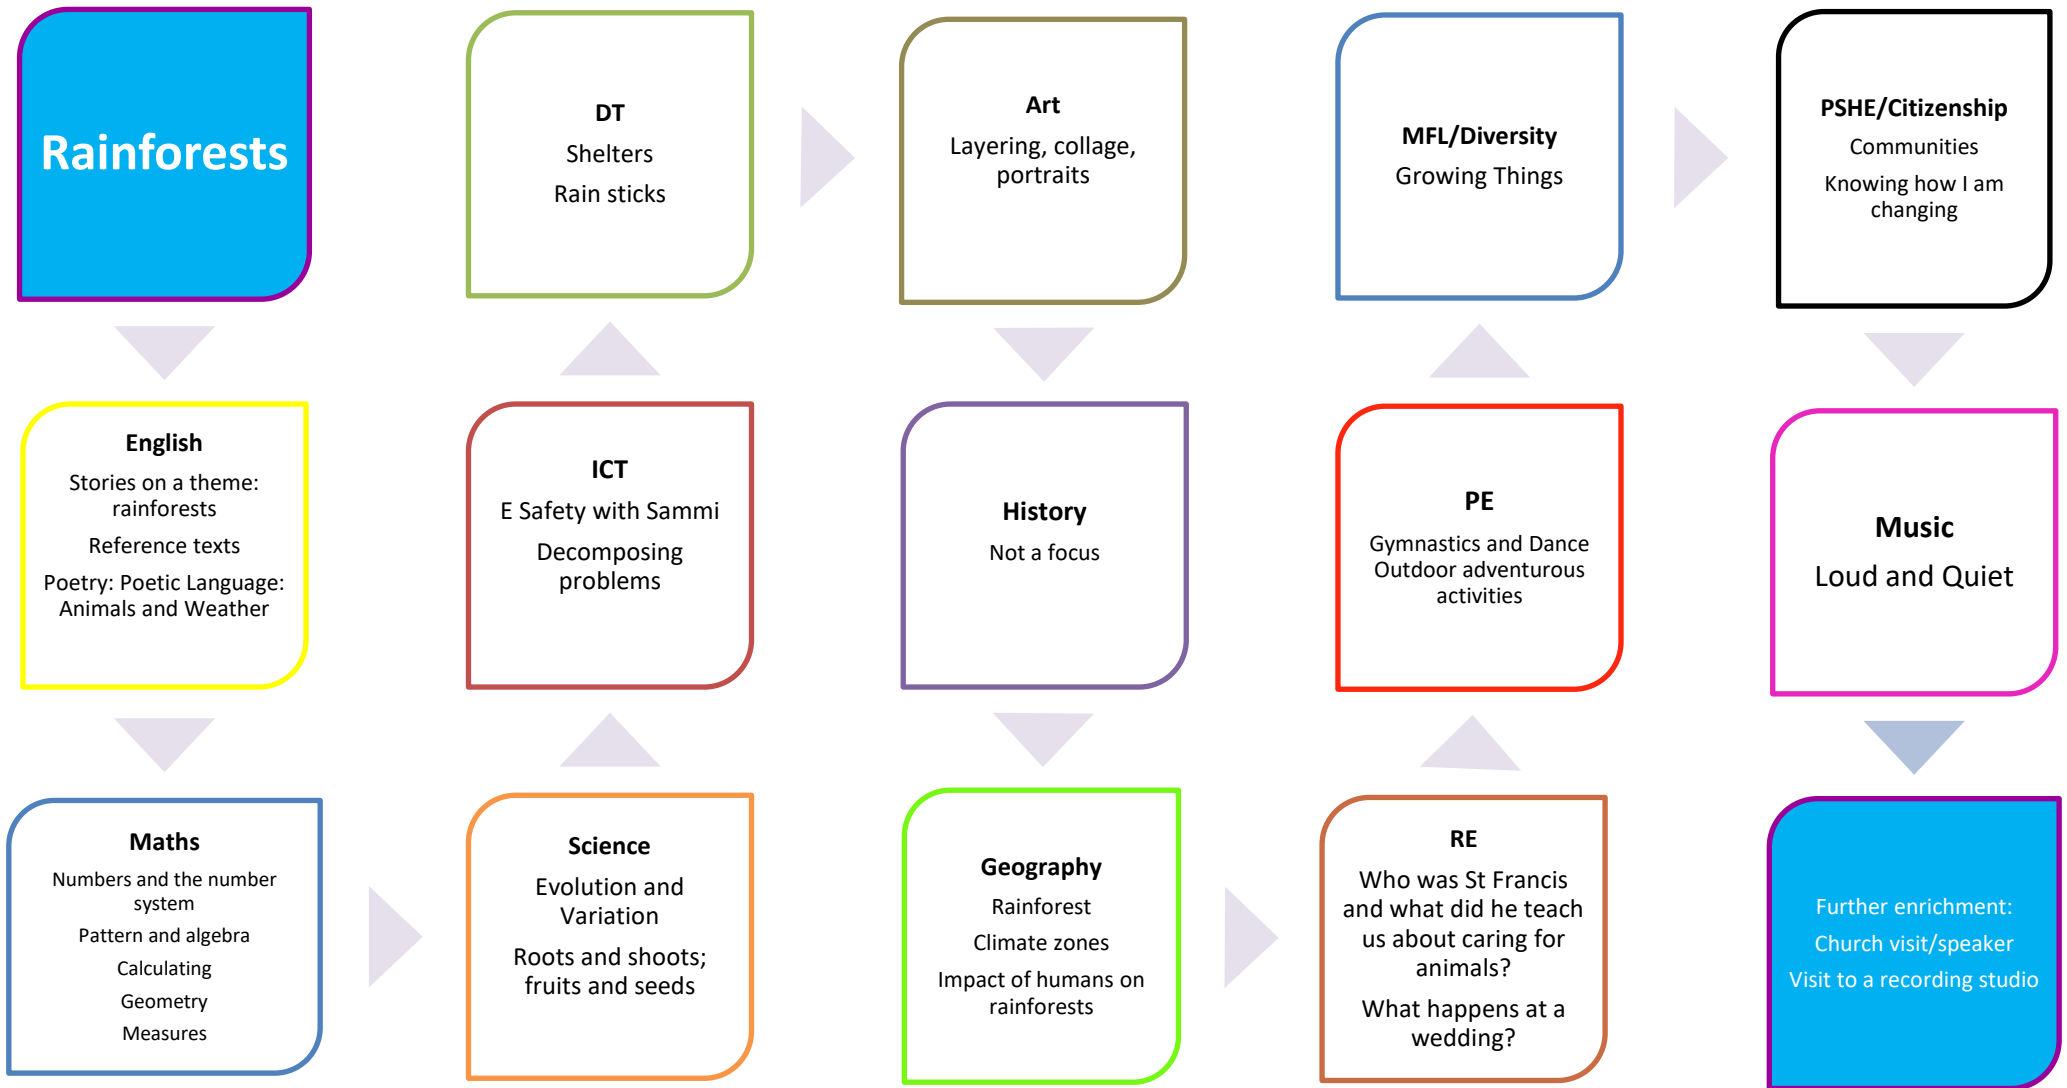 Rainforests
English
Stories on a theme:
rainforests
Reference texts
Poetry: Poetic Language:
Animals and Weather
Maths
Numbers and the number
system
Pattern and algebra
Calculating
Geometry
Measures
Science
Evolution and
Variation
Roots and shoots;
fruits and seeds
ICT
E Safety with Sammi
Decomposing
problems
DT
Shelters
Rain sticks
Art
Layering, collage,
portraits
History
Not a focus
Geography
Rainforest
Climate zones
Impact of humans on
rainforests
RE
Who was St Francis
and what did he teach
us about caring for
animals?
What happens at a
wedding?
PE
Gymnastics and Dance
Outdoor adventurous
activities
MFL/Diversity
Growing Things
PSHE/Citizenship
Communities
Knowing how I am
changing
Music
Loud and Quiet
Further enrichment:
Church visit/speaker
Visit to a recording studio